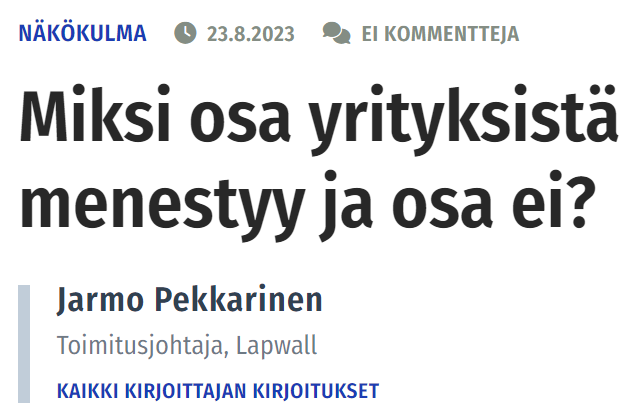 NÄKÖKULMA 23.8.2023 EI KOMMENTTEJA
Miksi osa yrityksistä
menestyy ja osa ei?
Jarmo Pekkarinen
Toimitusjohtaja, Lapwall
KAIKKI KIRJOITTAJAN KIRJOITUKSET